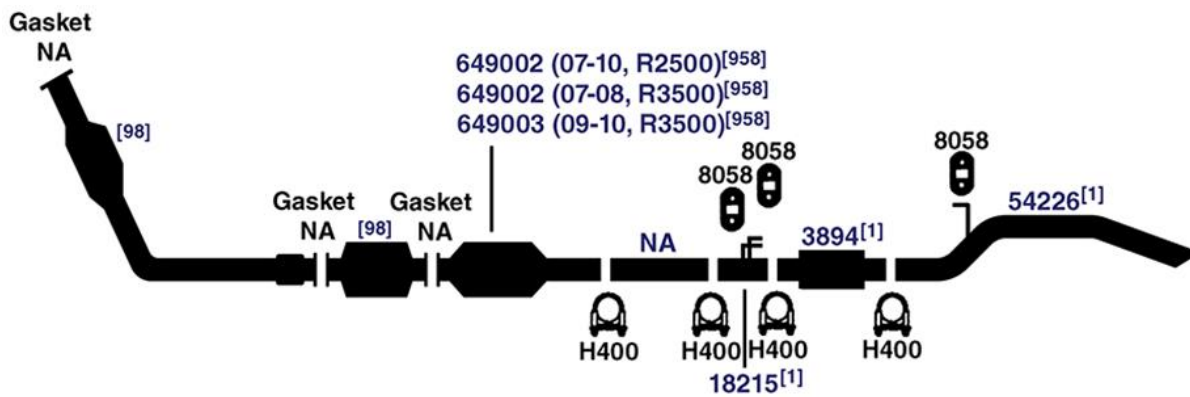 Gasket
NA
[98]
649002 (07-10, R2500)[958]
649002 (07-08, R3500)[958]
649003 (09-10, R3500)[958]
Gasket
NA
[98]
Gasket
NA
NA
8058
8058
3894[1]
8058
54226[1]
H400
H400
H400
H400
18215[1]